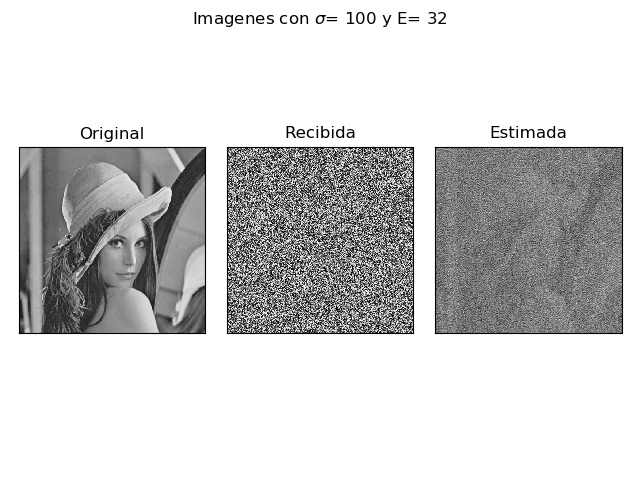 Imagenes con σ= 100 y E= 32
Original
Recibida
Estimada